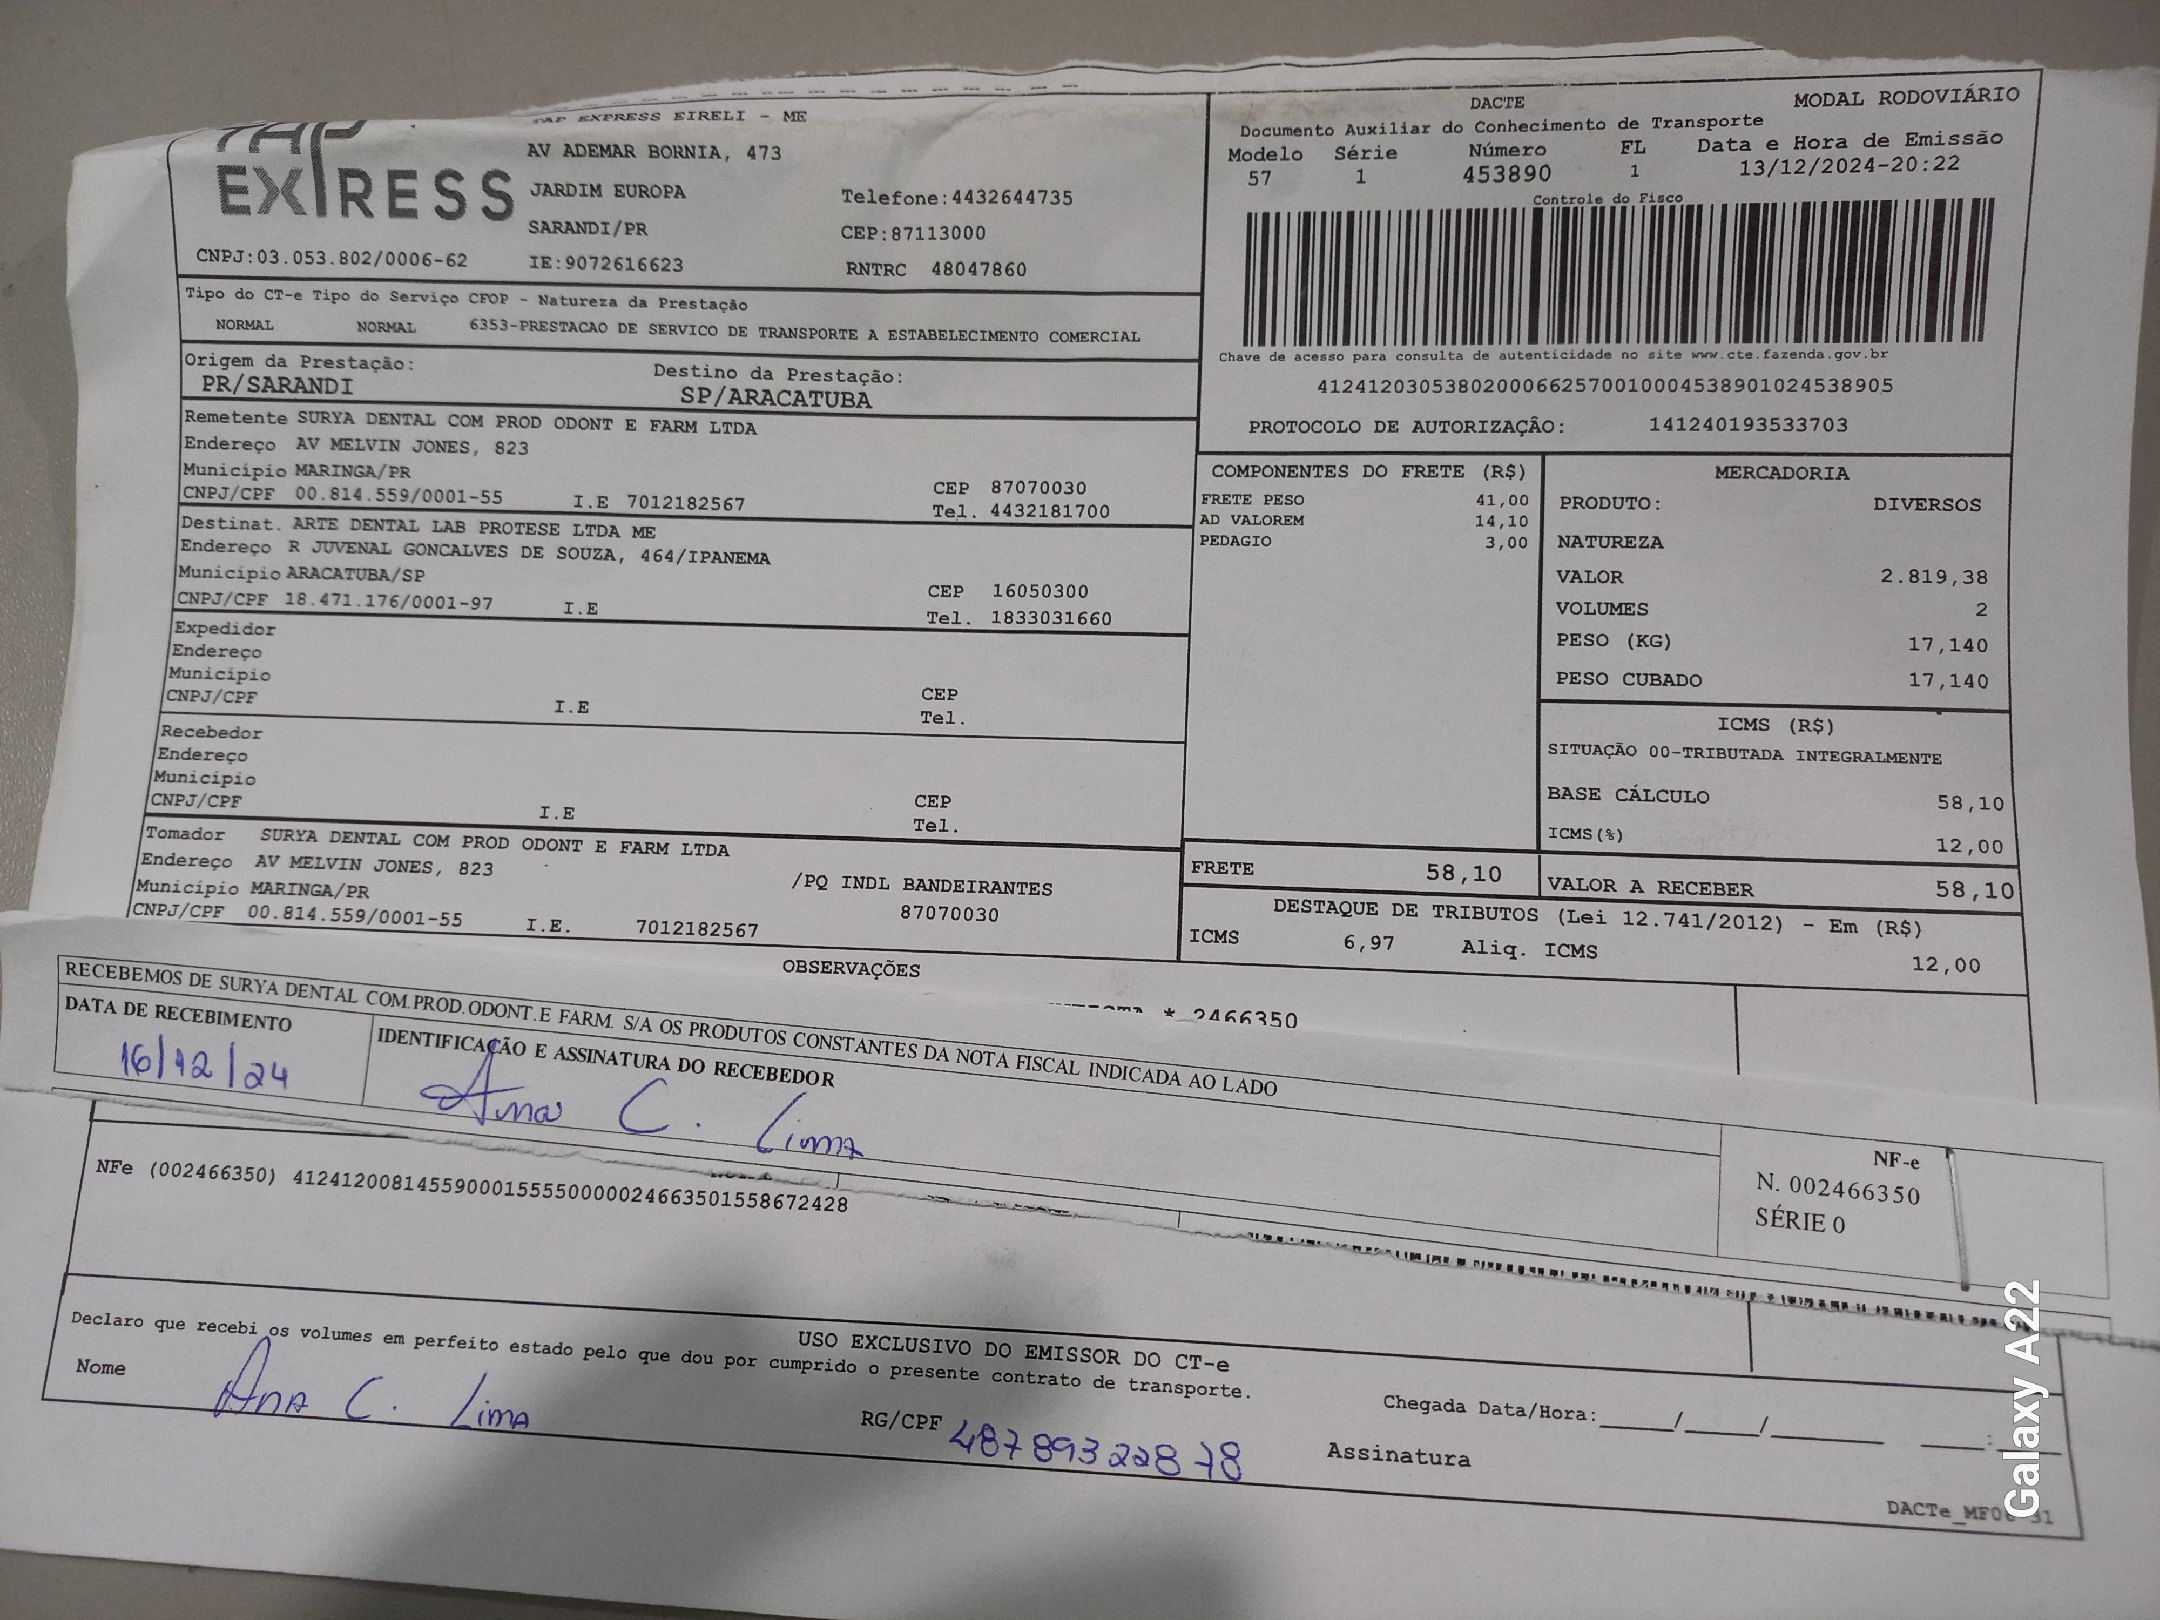 TAP EXPRESS EIRELI - ME
TAP EXPRESS
AV ADEMAR BORNIA, 473
JARDIM EUROPA Telefone:4432644735
SARANDI/PR CEP:87113000
CNPJ:03.053.802/0006-62 IE:9072616623 RNTRC 48047860
DACTE MODAL RODOVIÁRIO
Documento Auxiliar do Conhecimento de Transporte
Modelo Série Número FL Data e Hora de Emissão
57 1 453890 1 13/12/2024-20:22
Controle do Fisco
Chave de acesso para consulta de autenticidade no site www.cte.fazenda.gov.br
41241203053802000662570010004538901024538905
PROTOCOLO DE AUTORIZAÇÂO: 141240193533703
Tipo do CT-e Tipo do Serviço CFOP - Natureza da Prestação
NORMAL NORMAL 6353-PRESTACAO DE SERVICO DE TRANSPORTE A ESTABELECIMENTO COMERCIAL
Origem da Prestação: Destino da Prestação:
PR/SARANDI SP/ARACATUBA
Remetente SURYA DENTAL COM PROD ODONT E FARM LTDA
Endereço AV MELVIN JONES, 823
Município MARINGA/PR CEP 87070030
CNPJ/CPF 00.814.559/0001-55 I.E 7012182567 Tel. 4432181700
Destinat. ARTE DENTAL LAB PROTESE LTDA ME
Endereço R JUVENAL GONCALVES DE SOUZA, 464/IPANEMA
Município ARACATUBA/SP CEP 16050300
CNPJ/CPF 18.471.176/0001-97 I.E Tel. 1833031660
Expedidor
Endereço
Município CEP
CNPJ/CPF I.E Tel.
Recebedor
Endereço
Município CEP
CNPJ/CPF I.E Tel.
Tomador SURYA DENTAL COM PROD ODONT E FARM LTDA
Endereço AV MELVIN JONES, 823 /PQ INDL BANDEIRANTES
Município MARINGA/PR 87070030
CNPJ/CPF 00.814.559/0001-55 I.E. 7012182567
COMPONENTES DO FRETE (R$)
FRETE PESO 41,00
AD VALOREM 14,10
PEDAGIO 3,00
MERCADORIA
PRODUTO: DIVERSOS
NATUREZA
VALOR 2.819,38
VOLUMES 2
PESO (KG) 17,140
PESO CUBADO 17,140
ICMS (R$)
SITUAÇÃO 00-TRIBUTADA INTEGRALMENTE
BASE CÁLCULO 58,10
ICMS(%) 12,00
FRETE 58,10 VALOR A RECEBER 58,10
DESTAQUE DE TRIBUTOS (Lei 12.741/2012) - Em (R$)
ICMS 6,97 Aliq. ICMS 12,00
OBSERVAÇÕES
* 2466350
RECEBEMOS DE SURYA DENTAL COM.PROD.ODONT.E FARM. S/A OS PRODUTOS CONSTANTES DA NOTA FISCAL INDICADA AO LADO
DATA DE RECEBIMENTO IDENTIFICAÇÃO E ASSINATURA DO RECEBEDOR
16/12/24 Ana C. Lima
NF-e
N. 002466350
SÉRIE 0
NFe (002466350) 41241200814559000155550000024663501558672428
USO EXCLUSIVO DO EMISSOR DO CT-e
Declaro que recebi os volumes em perfeito estado pelo que dou por cumprido o presente contrato de transporte.
Nome Ana C. Lima RG/CPF 48789322878 Chegada Data/Hora:____/____/________ ____:____
Assinatura
Galaxy A22